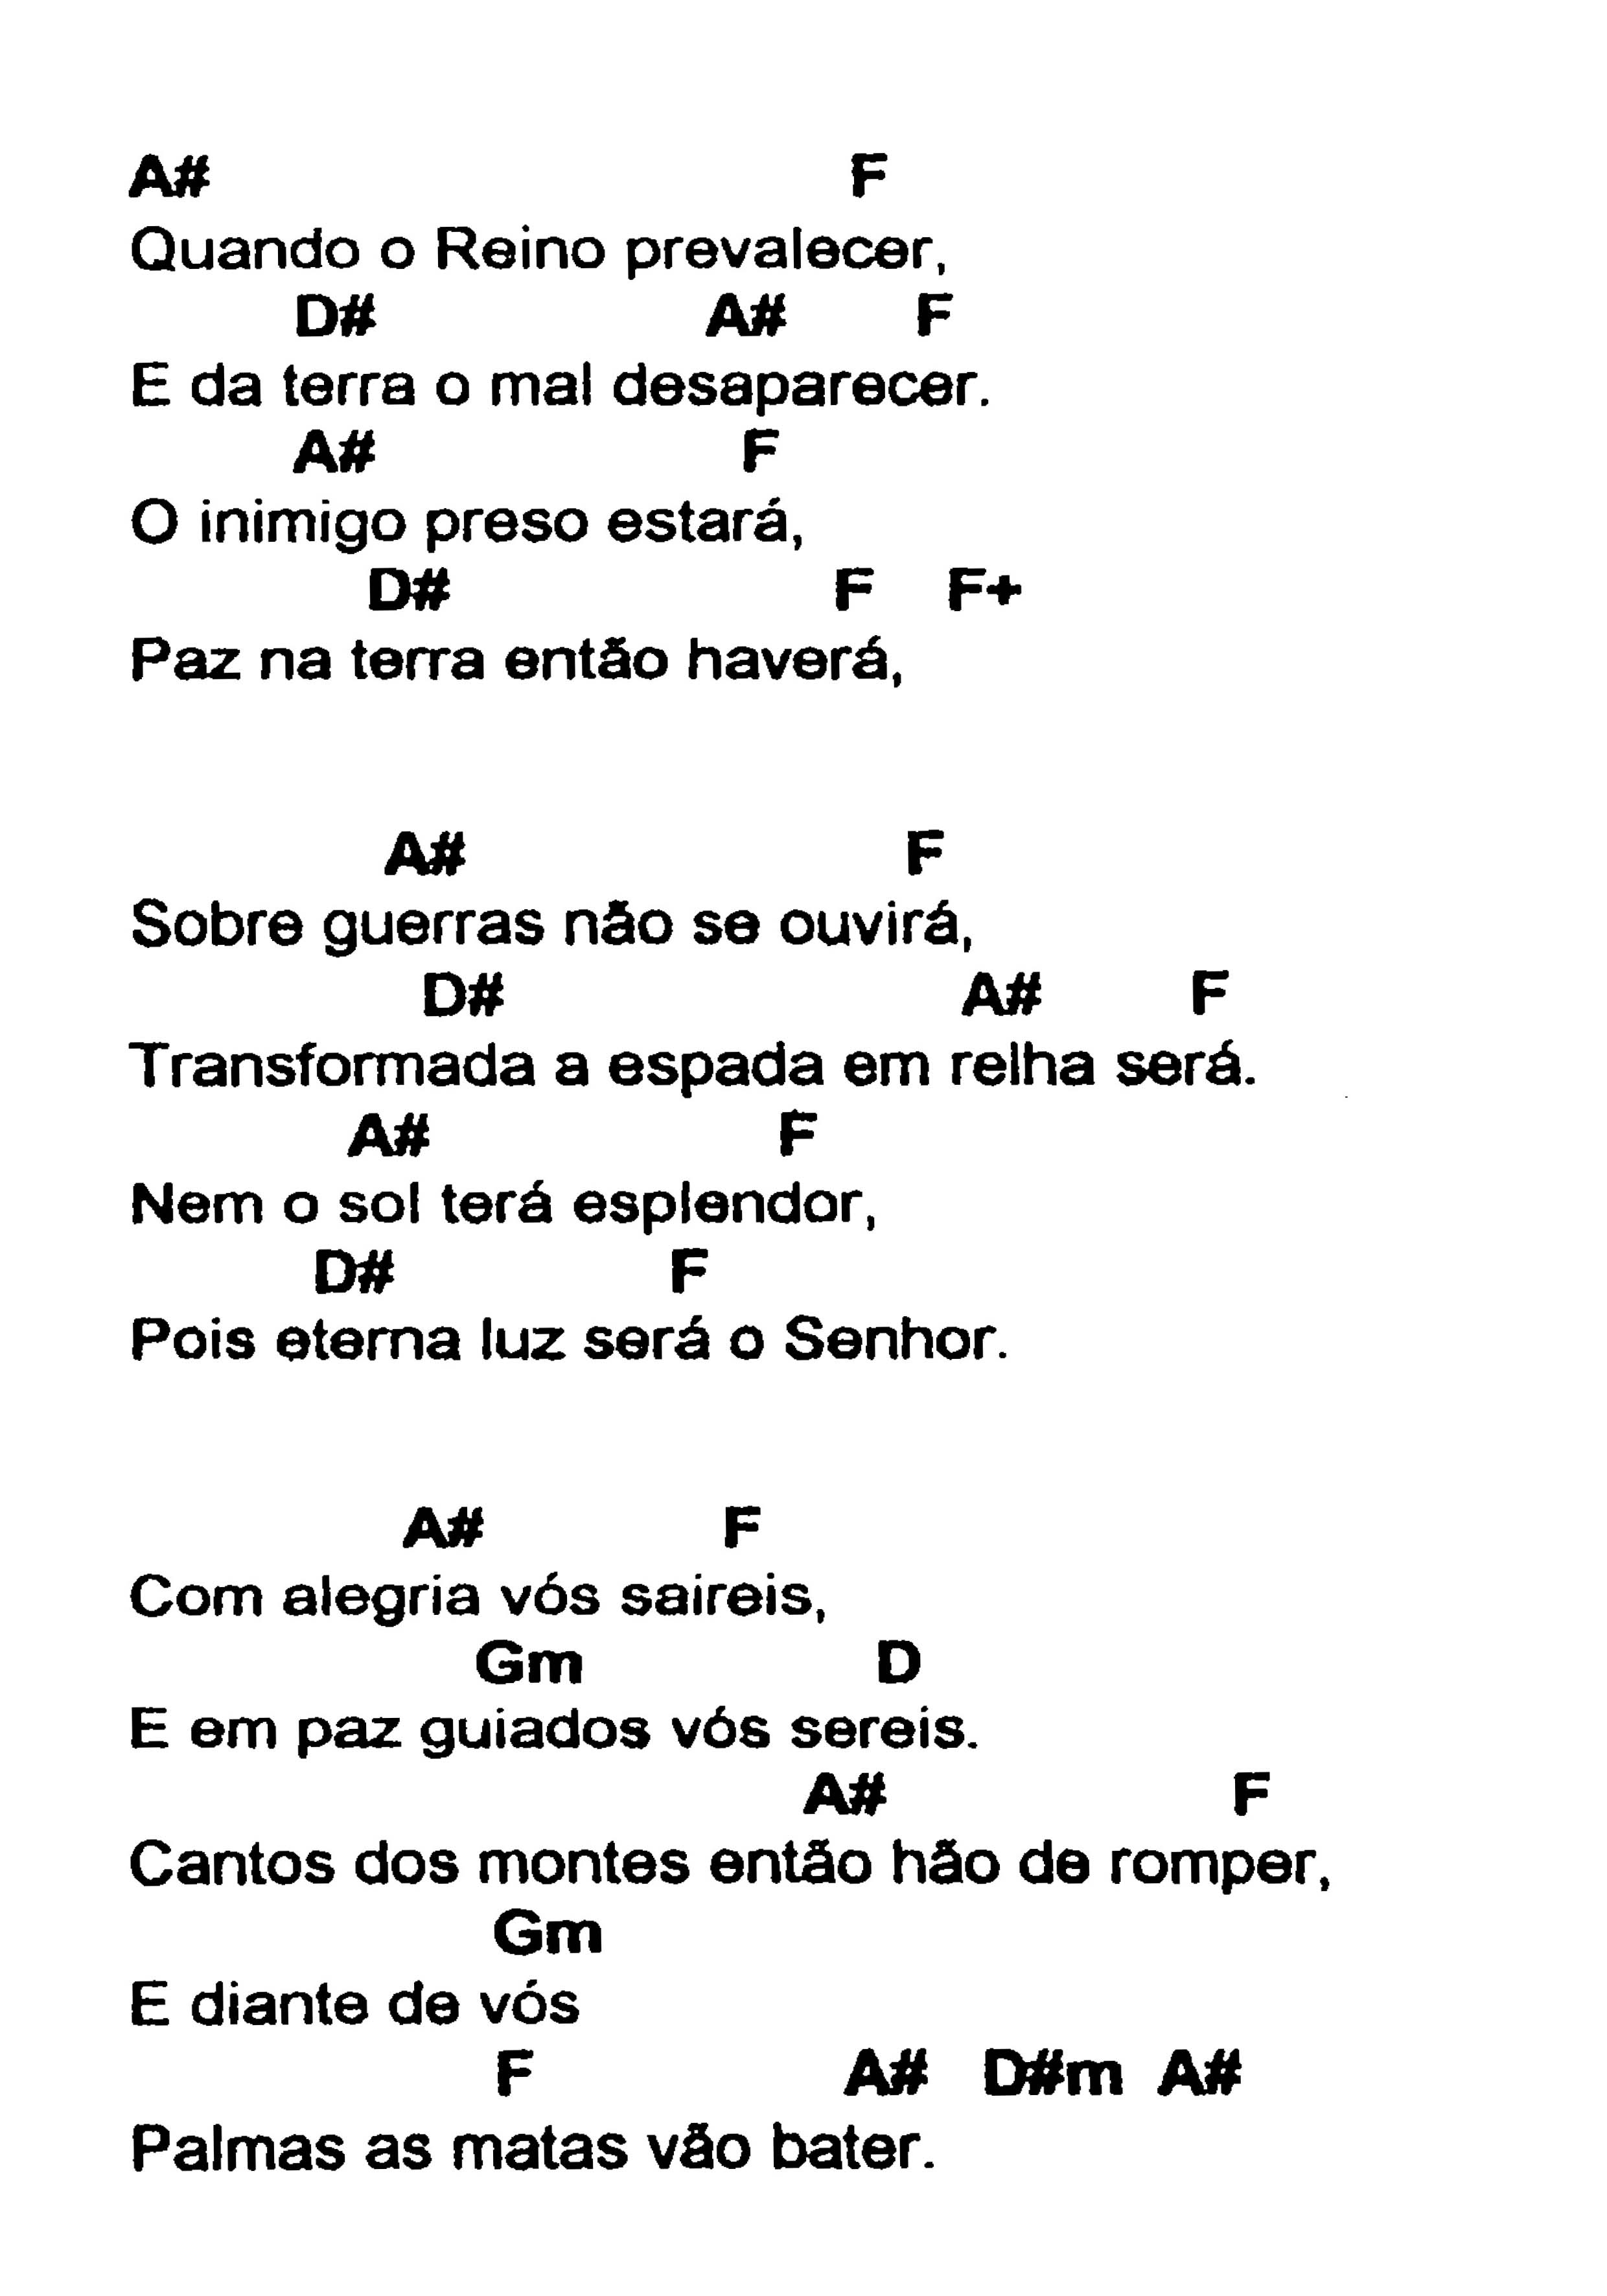 A# F
Quando o Reino prevalecer,
D# A# F
E da terra o mal desaparecer.
A# F
O inimigo preso estará,
D# F F+
Paz na terra então haverá,
A# F
Sobre guerras não se ouvirá,
D# A# F
Transformada a espada em relha será.
A# F
Nem o sol terá esplendor,
D# F
Pois eterna luz será o Senhor.
A# F
Com alegria vós saireis,
Gm D
E em paz guiados vós sereis.
A# F
Cantos dos montes então hão de romper,
Gm
E diante de vós
F A# D#m A#
Palmas as matas vão bater.